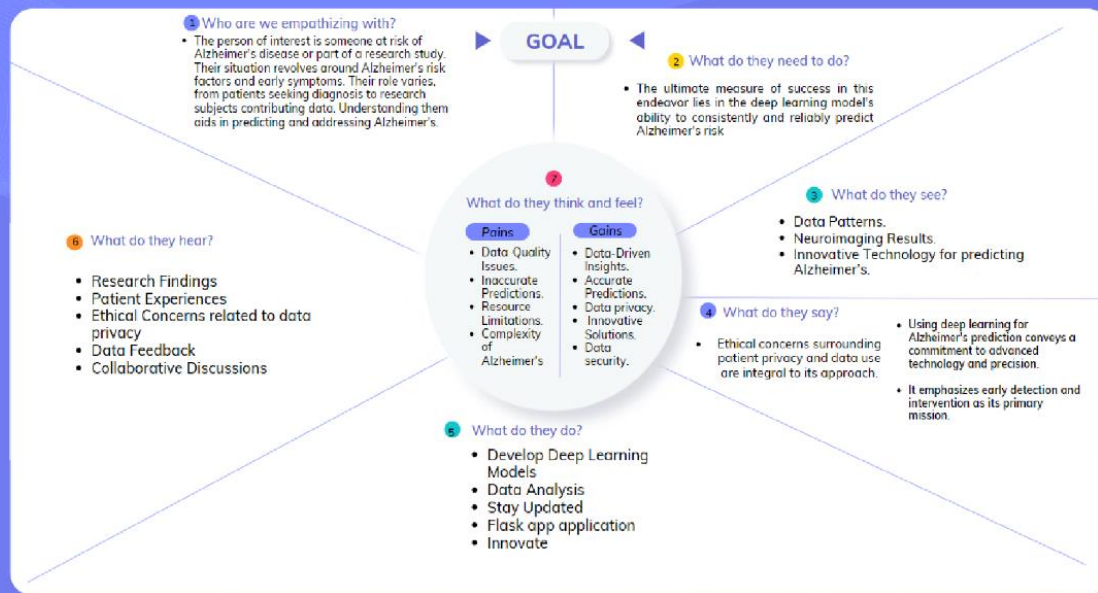 1 Who are we empathizing with?
• The person of interest is someone at risk of
Alzheimer's disease or part of a research study.
Their situation revolves around Alzheimer's risk
factors and early symptoms. Their role varies,
from patients seeking diagnosis to research
subjects contributing data. Understanding them
aids in predicting and addressing Alzheimer's.
GOAL
2 What do they need to do?
• The ultimate measure of success in this
endeavor lies in the deep learning model's
ability to consistently and reliably predict
Alzheimer's risk
3 What do they see?
• Data Patterns.
• Neuroimaging Results.
• Innovative Technology for predicting
Alzheimer's.
4 What do they say?
• Ethical concerns surrounding
patient privacy and data use
are integral to its approach.
• Using deep learning for
Alzheimer's prediction conveys a
commitment to advanced
technology and precision.
• It emphasizes early detection and
intervention as its primary
mission.
5 What do they do?
• Develop Deep Learning
Models
• Data Analysis
• Stay Updated
• Flask app application
• Innovate
6 What do they hear?
• Research Findings
• Patient Experiences
• Ethical Concerns related to data
privacy
• Data Feedback
• Collaborative Discussions
7
What do they think and feel?
Pains
• Data Quality
Issues.
• Inaccurate
Predictions.
• Resource
Limitations.
• Complexity
of
Alzheimer's
Gains
• Data-Driven
Insights.
• Accurate
Predictions.
• Data privacy.
• Innovative
Solutions.
• Data
security.